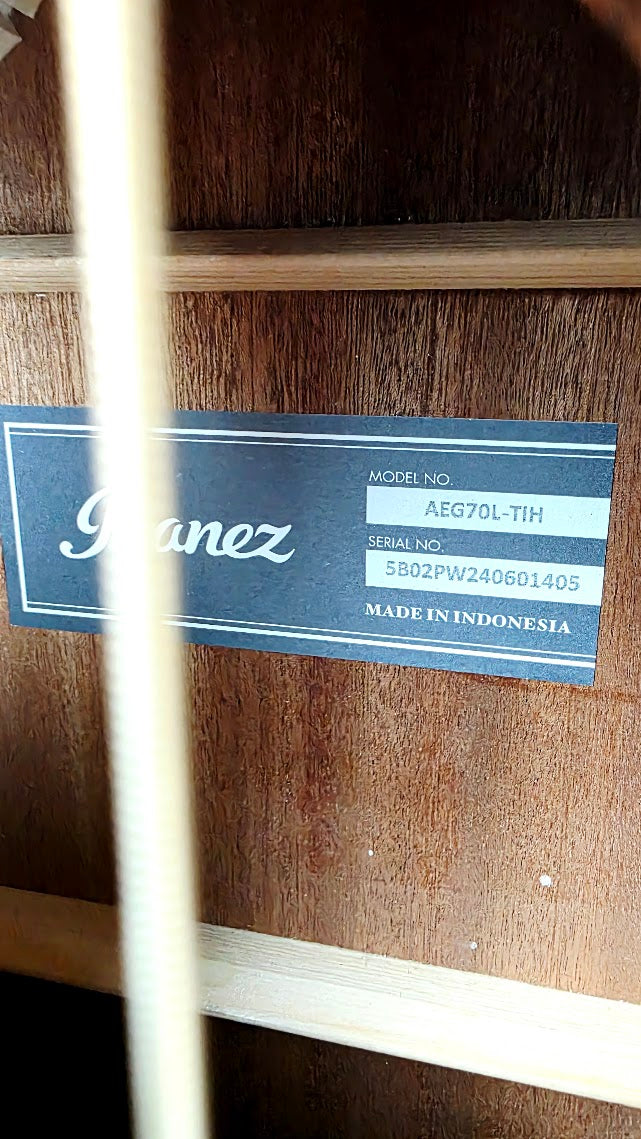 Ibanez
MODEL NO.
AEG70L-TIH
SERIAL NO.
5B02PW240601405
MADE IN INDONESIA